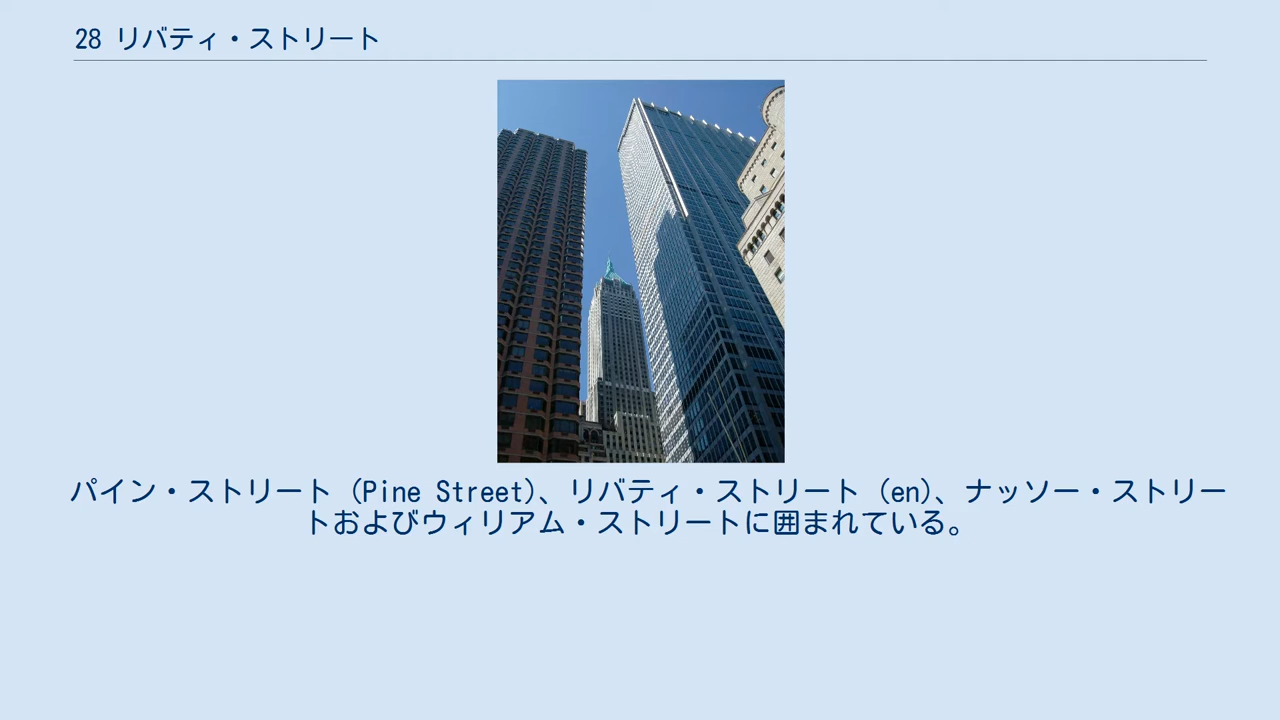 28 リバティ・ストリート
パイン・ストリート（Pine Street）、リバティ・ストリート（en）、ナッソー・ストリー
トおよびウィリアム・ストリートに囲まれている。